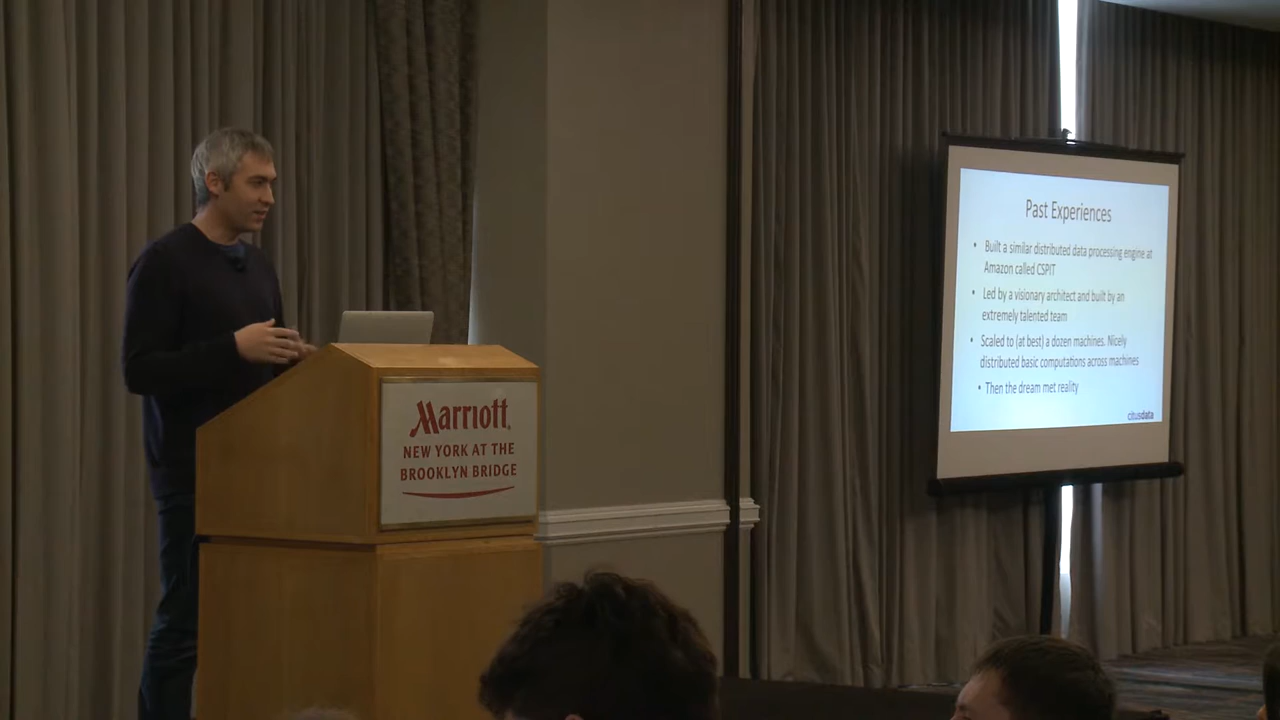 Marriott
NEW YORK AT THE
BROOKLYN BRIDGE
Past Experiences
• Built a similar distributed data processing engine at
Amazon called CSPIT
• Led by a visionary architect and built by an
extremely talented team
• Scaled to (at best) a dozen machines. Nicely
distributed basic computations across machines
• Then the dream met reality
citusdata